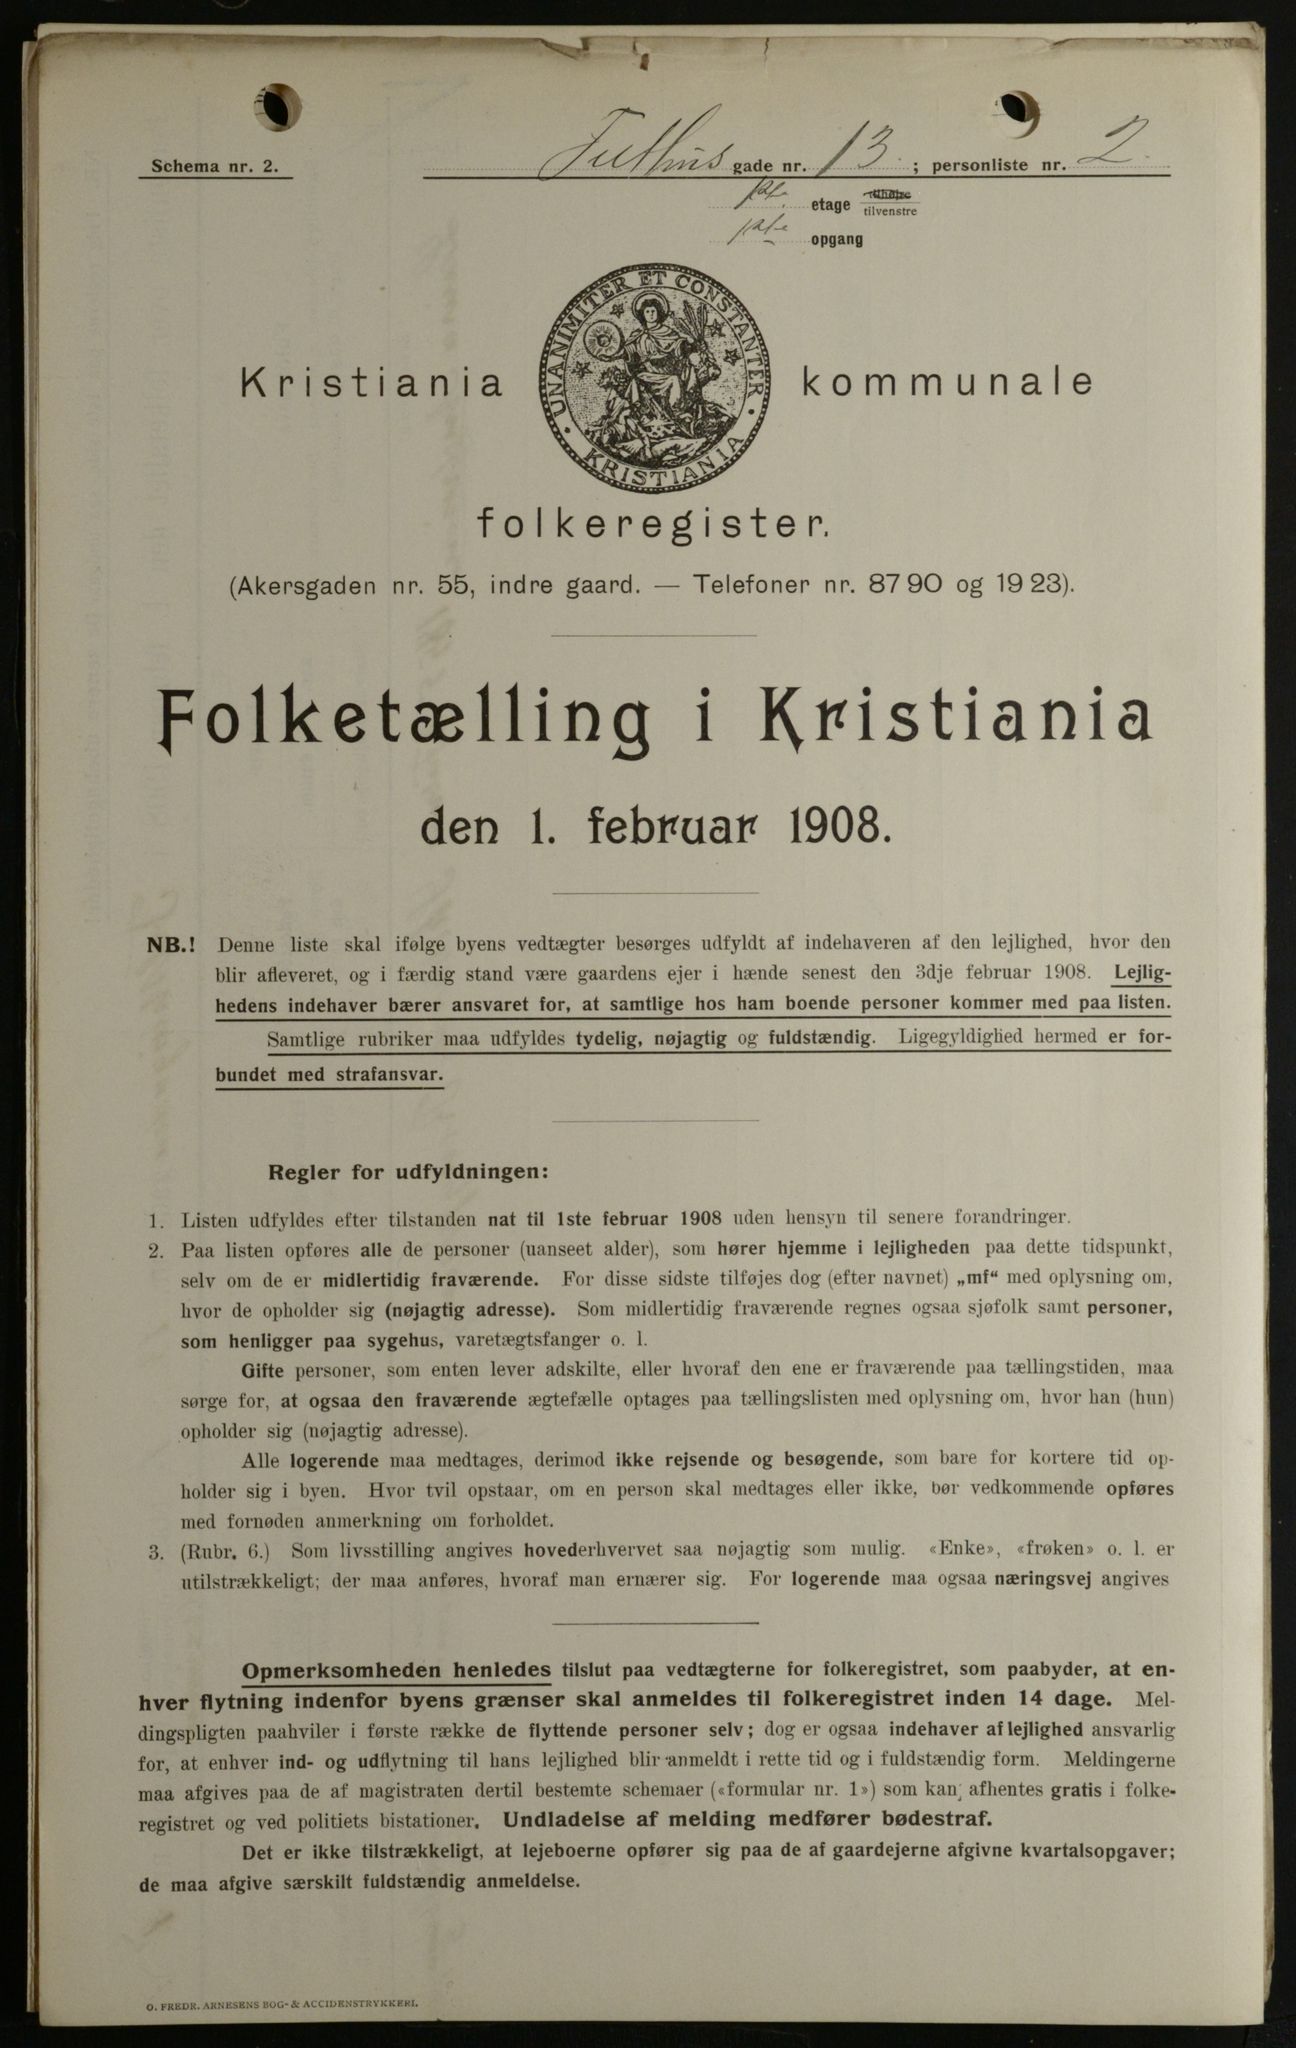 Schema nr. 2.
Futhus gade nr. 13. ; personliste nr. 2.
etage tilhøjre
tilvenstre
opgang
UNANIMITER ET CONSTANTER · KRISTIANIA ·
Kristiania kommunale
folkeregister.
(Akersgaden nr. 55, indre gaard. — Telefoner nr. 87 90 og 19 23).
Folketælling i Kristiania
den 1. februar 1908.
NB.! Denne liste skal ifølge byens vedtægter besørges udfyldt af indehaveren af den lejlighed, hvor den
blir afleveret, og i færdig stand være gaardens ejer i hænde senest den 3dje februar 1908. Lejlig-
hedens indehaver bærer ansvaret for, at samtlige hos ham boende personer kommer med paa listen.
Samtlige rubriker maa udfyldes tydelig, nøjagtig og fuldstændig. Ligegyldighed hermed er for-
bundet med strafansvar.
Regler for udfyldningen:
1. Listen udfyldes efter tilstanden nat til 1ste februar 1908 uden hensyn til senere forandringer.
2. Paa listen opføres alle de personer (uanseet alder), som hører hjemme i lejligheden paa dette tidspunkt,
selv om de er midlertidig fraværende. For disse sidste tilføjes dog (efter navnet) „mf“ med oplysning om,
hvor de opholder sig (nøjagtig adresse). Som midlertidig fraværende regnes ogsaa sjøfolk samt personer,
som henligger paa sygehus, varetægtsfanger o. l.
Gifte personer, som enten lever adskilte, eller hvoraf den ene er fraværende paa tællingstiden, maa
sørge for, at ogsaa den fraværende ægtefælle optages paa tællingslisten med oplysning om, hvor han (hun)
opholder sig (nøjagtig adresse).
Alle logerende maa medtages, derimod ikke rejsende og besøgende, som bare for kortere tid op-
holder sig i byen. Hvor tvil opstaar, om en person skal medtages eller ikke, bør vedkommende opføres
med fornøden anmerkning om forholdet.
3. (Rubr. 6.) Som livsstilling angives hovederhvervet saa nøjagtig som mulig. «Enke», «frøken» o. l. er
utilstrækkeligt; der maa anføres, hvoraf man ernærer sig. For logerende maa ogsaa næringsvej angives
Opmerksomheden henledes tilslut paa vedtægterne for folkeregistret, som paabyder, at en-
hver flytning indenfor byens grænser skal anmeldes til folkeregistret inden 14 dage. Mel-
dingspligten paahviler i første række de flyttende personer selv; dog er ogsaa indehaver af lejlighed ansvarlig
for, at enhver ind- og udflytning til hans lejlighed blir anmeldt i rette tid og i fuldstændig form. Meldingerne
maa afgives paa de af magistraten dertil bestemte schemaer («formular nr. 1») som kan afhentes gratis i folke-
registret og ved politiets bistationer. Undladelse af melding medfører bødestraf.
Det er ikke tilstrækkeligt, at lejeboerne opfører sig paa de af gaardejerne afgivne kvartalsopgaver;
de maa afgive særskilt fuldstændig anmeldelse.
O. FREDR. ARNESENS BOG- & ACCIDENSTRYKKERI.